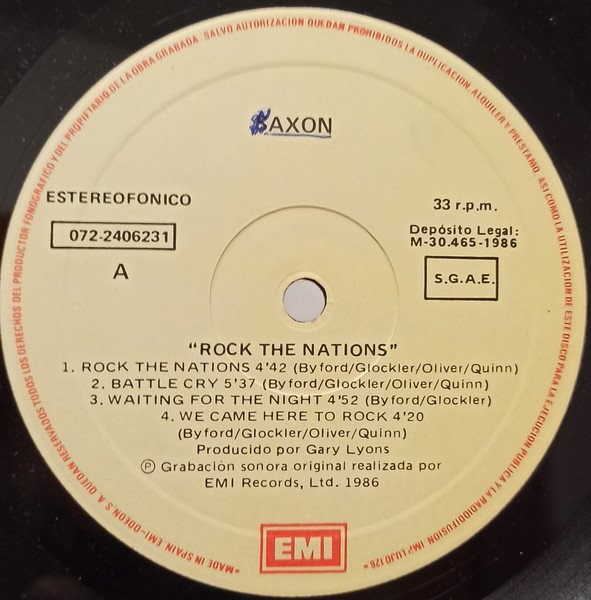 *MADE IN SPAIN EMI-ODEON S.A. QUEDAN RESERVADOS TODOS LOS DERECHOS DEL PRODUCTOR FONOGRAFICO Y DEL PROPIETARIO DE LA OBRA GRABADA. SALVO AUTORIZACION QUEDAN PROHIBIDOS LA DUPLICACION, ALQUILER Y PRESTAMO, ASI COMO LA UTILIZACION DE ESTE DISCO PARA LA EJECUCION PUBLICA Y LA RADIODIFUSION IMP LUJO 126*
SAXON
ESTEREOFONICO
33 r.p.m.
072-2406231
Depósito Legal:
M-30.465-1986
A
S.G.A.E.
"ROCK THE NATIONS"
1. ROCK THE NATIONS 4'42 (Byford/Glockler/Oliver/Quinn)
2. BATTLE CRY 5'37 (Byford/Glockler/Oliver/Quinn)
3. WAITING FOR THE NIGHT 4'52 (Byford/Glockler)
4. WE CAME HERE TO ROCK 4'20
(Byford/Glockler/Oliver/Quinn)
Producido por Gary Lyons
Ⓟ Grabación sonora original realizada por
EMI Records, Ltd. 1986
EMI